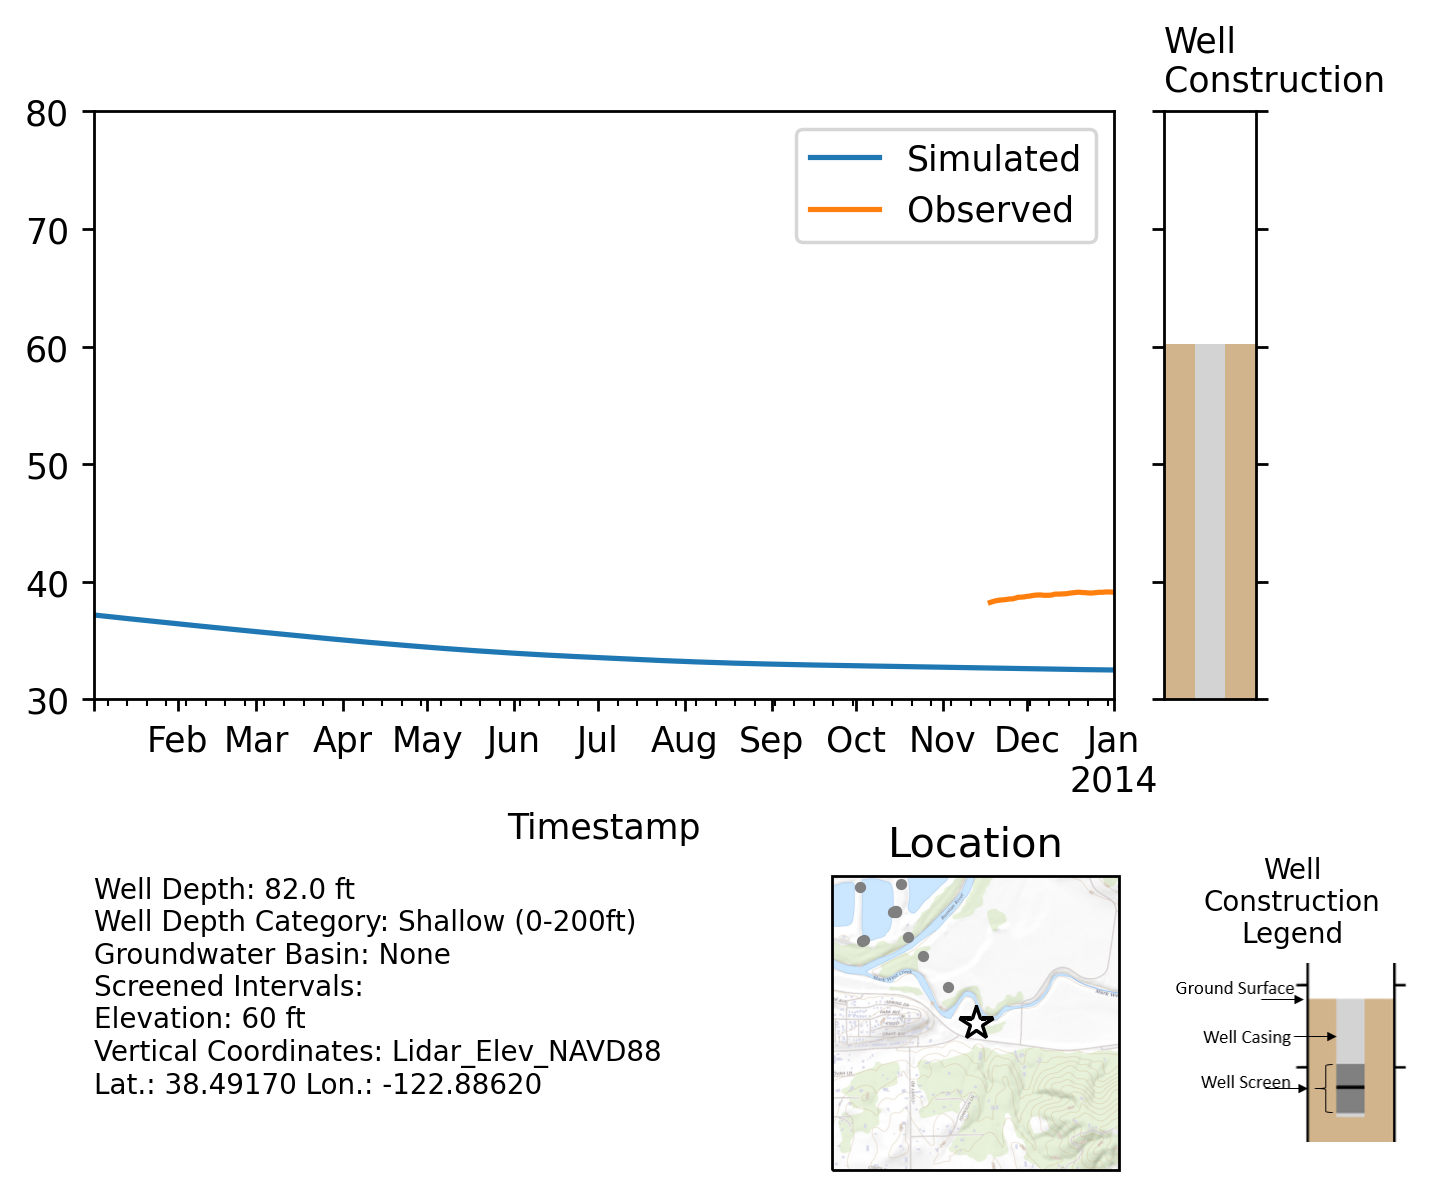 Well
Construction
80
70
60
50
40
30
Simulated
Observed
Feb Mar Apr May Jun Jul Aug Sep Oct Nov Dec Jan
2014
Timestamp
Well Depth: 82.0 ft
Well Depth Category: Shallow (0-200ft)
Groundwater Basin: None
Screened Intervals:
Elevation: 60 ft
Vertical Coordinates: Lidar_Elev_NAVD88
Lat.: 38.49170 Lon.: -122.88620
Location
Well
Construction
Legend
Ground Surface
Well Casing
Well Screen